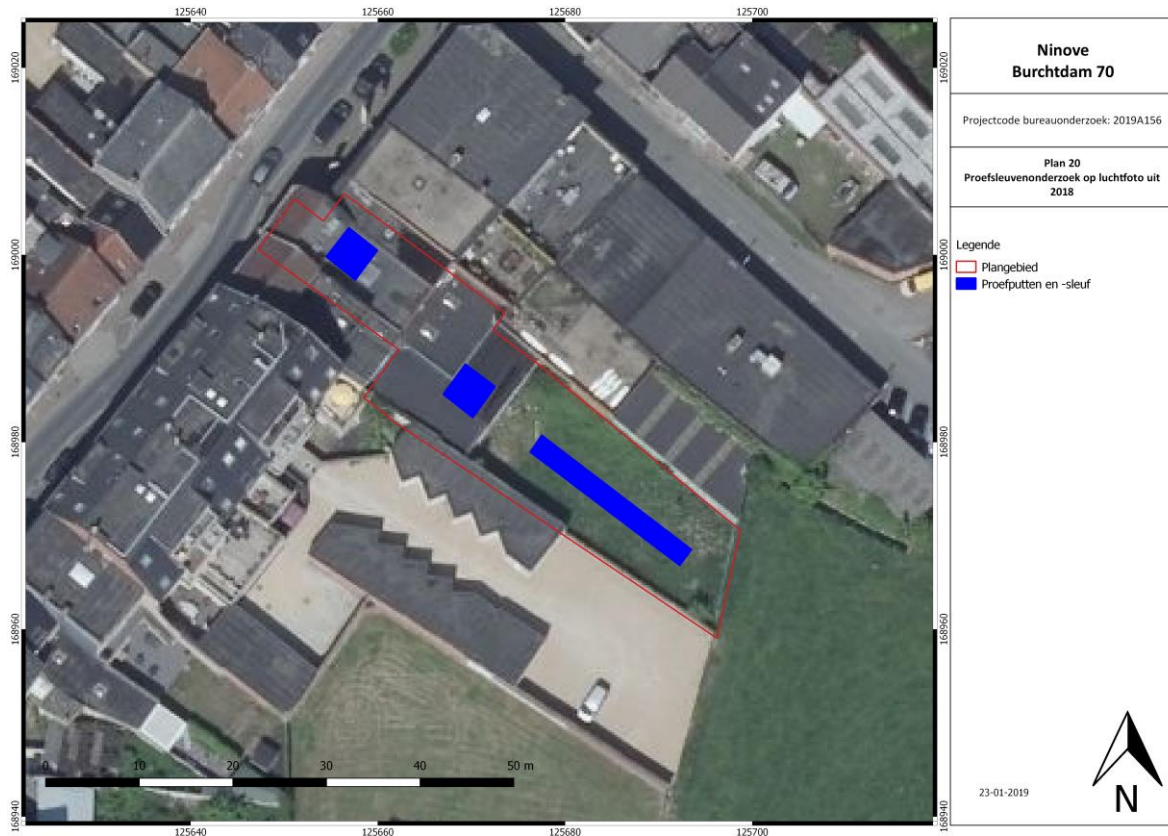 125640 125660 125680 125700
169020
169020
169000
169000
168980
168980
168960
168960
168940
168940
0 10 20 30 40 50 m
125640 125660 125680 125700
Ninove
Burchtdam 70
Projectcode bureauonderzoek: 2019A156
Plan 20
Proefsleuvenonderzoek op luchtfoto uit
2018
Legende
Plangebied
Proefputten en -sleuf
23-01-2019
N